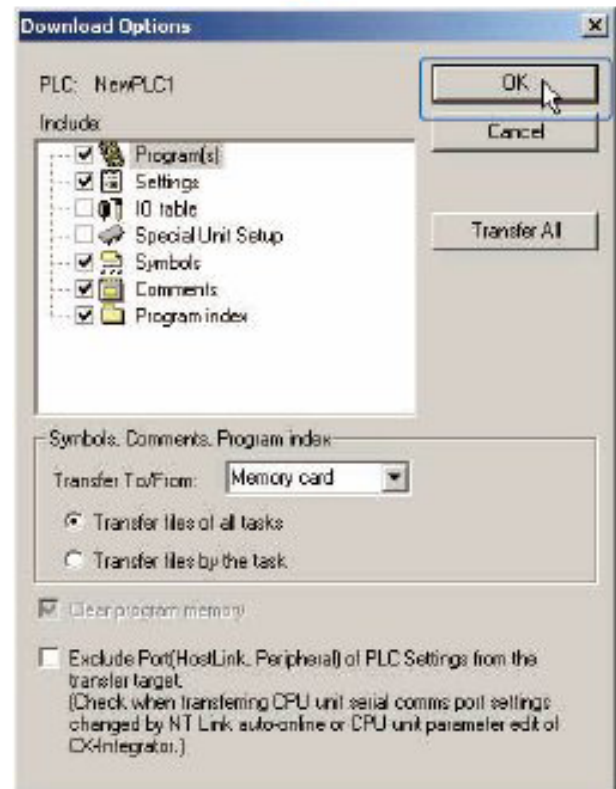 Download Options
PLC: NewPLC1
OK
Include:
Cancel
Program(s)
Settings
IO table
Special Unit Setup
Transfer All
Symbols
Comments
Program index
Symbols, Comments, Program index
Transfer To/From: Memory card
Transfer files of all tasks
Transfer files by the task
Clear program memory
Exclude Port(HostLink, Peripheral) of PLC Settings from the
transfer target.
(Check when transferring CPU unit serial comms port settings
changed by NT Link auto-online or CPU unit parameter edit of
CX-Integrator.)